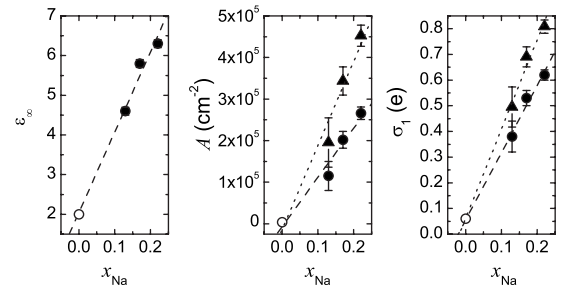 7
6
5
4
3
2
ε∞
0.0 0.1 0.2
xNa
5x10⁵
4x10⁵
3x10⁵
2x10⁵
1x10⁵
0
A (cm⁻²)
0.0 0.1 0.2
xNa
0.8
0.7
0.6
0.5
0.4
0.3
0.2
0.1
0.0
σ₁ (e)
0.0 0.1 0.2
xNa